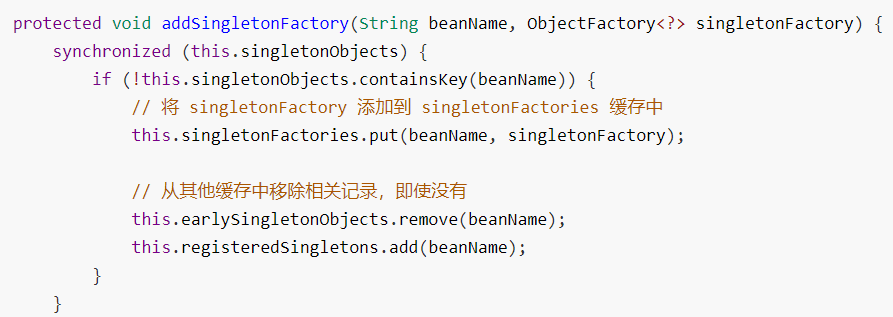 protected void addSingletonFactory(String beanName, ObjectFactory<?> singletonFactory) {
    synchronized (this.singletonObjects) {
        if (!this.singletonObjects.containsKey(beanName)) {
            // 将 singletonFactory 添加到 singletonFactories 缓存中
            this.singletonFactories.put(beanName, singletonFactory);

            // 从其他缓存中移除相关记录，即使没有
            this.earlySingletonObjects.remove(beanName);
            this.registeredSingletons.add(beanName);
        }
    }